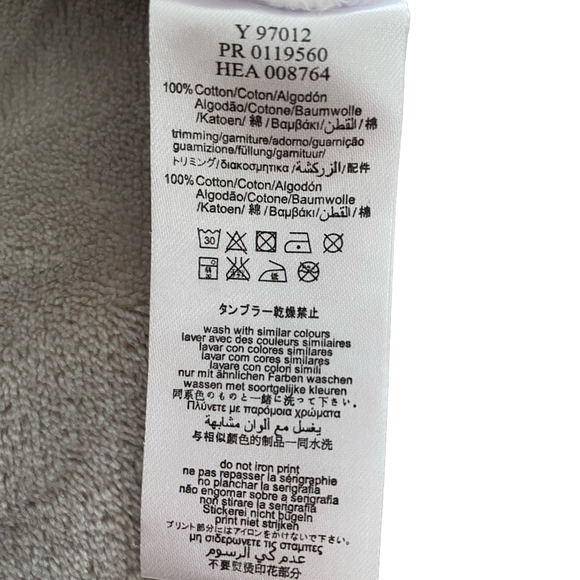 Y 97012
PR 0119560
HEA 008764
100% Cotton/Coton/Algodón
Algodão/Cotone/Baumwolle
/Katoen/ 綿 /Βαμβάκι/القطن/棉
trimming/garniture/adorno/guarnição
guarnizione/füllung/garnituur/
トリミング/διακοσμητικα /الزركشة/配件
100% Cotton/Coton/Algodón
Algodão/Cotone/Baumwolle
/Katoen/ 綿 /Βαμβάκι/القطن/棉
30
低
タンブラー乾燥禁止
wash with similar colours
laver avec des couleurs similaires
lavar con colores similares
lavar com cores similares
lavare con colori simili
nur mit ähnlichen Farben waschen
wassen met soortgelijke kleuren
同系色のものと一緒に洗って下さい。
Πλύνετε με παρόμοια χρώματα
يغسل مع ألوان مشابهة
与相似顏色的制品一同水洗
do not iron print
ne pas repasser la sérigraphie
no planchar la serigrafia
não engomar sobre a serigrafia
non stirare la serigrafia
Stickerei nicht bügeln
print niet strijken
プリント部分にはアイロンをかけないで下さい。
μη σιδερωνετε τις σταμπες
عدم كي الرسوم
不要熨烫印花部分